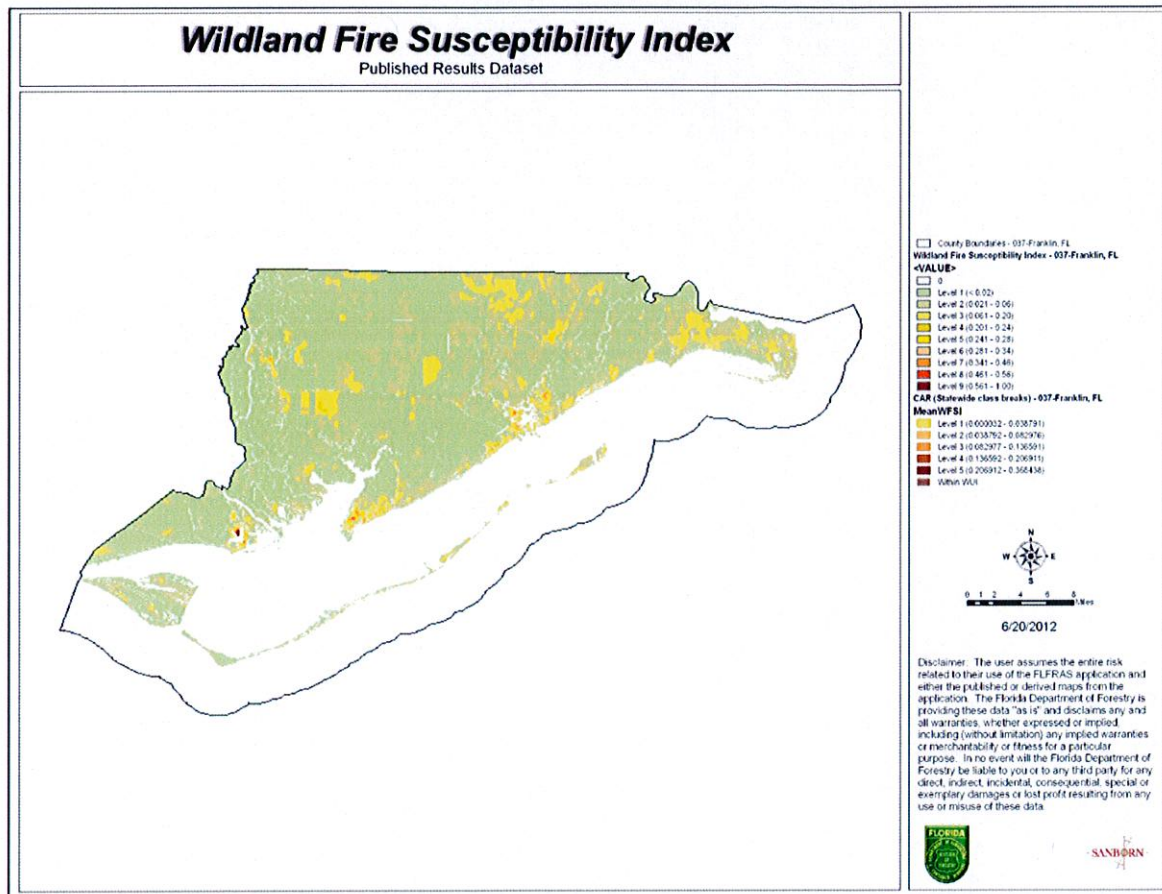 Wildland Fire Susceptibility Index
Published Results Dataset
County Boundaries - 037-Franklin, FL
Wildland Fire Susceptibility Index - 037-Franklin, FL
<VALUE>
0
Level 1 (< 0.02)
Level 2 (0.021 - 0.06)
Level 3 (0.061 - 0.20)
Level 4 (0.201 - 0.24)
Level 5 (0.241 - 0.28)
Level 6 (0.281 - 0.34)
Level 7 (0.341 - 0.46)
Level 8 (0.461 - 0.56)
Level 9 (0.561 - 1.00)
CAR (Statewide class breaks) - 037-Franklin, FL
MeanWFSI
Level 1 (0.000032 - 0.038791)
Level 2 (0.038792 - 0.082976)
Level 3 (0.082977 - 0.136591)
Level 4 (0.136592 - 0.206911)
Level 5 (0.206912 - 0.368438)
Within WUI
N
W E
S
0 1 2 4 6 8
Miles
6/20/2012
Disclaimer: The user assumes the entire risk
related to their use of the FLFRAS application and
either the published or derived maps from the
application. The Florida Department of Forestry is
providing these data "as is" and disclaims any and
all warranties, whether expressed or implied,
including (without limitation) any implied warranties
or merchantability or fitness for a particular
purpose. In no event will the Florida Department of
Forestry be liable to you or to any third party for any
direct, indirect, incidental, consequential, special or
exemplary damages or lost profit resulting from any
use or misuse of these data.
FLORIDA
SANBORN